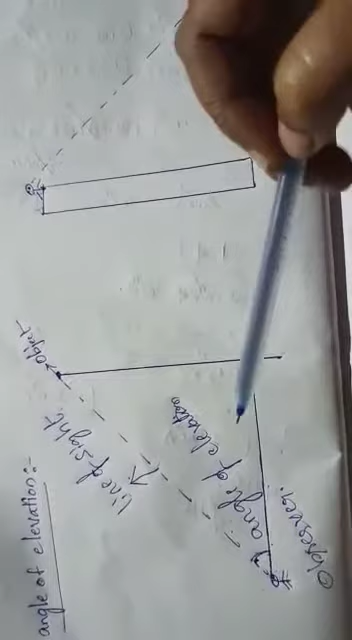 angle of elevation:-
object
line of sight.
angle of elevation
Observer.